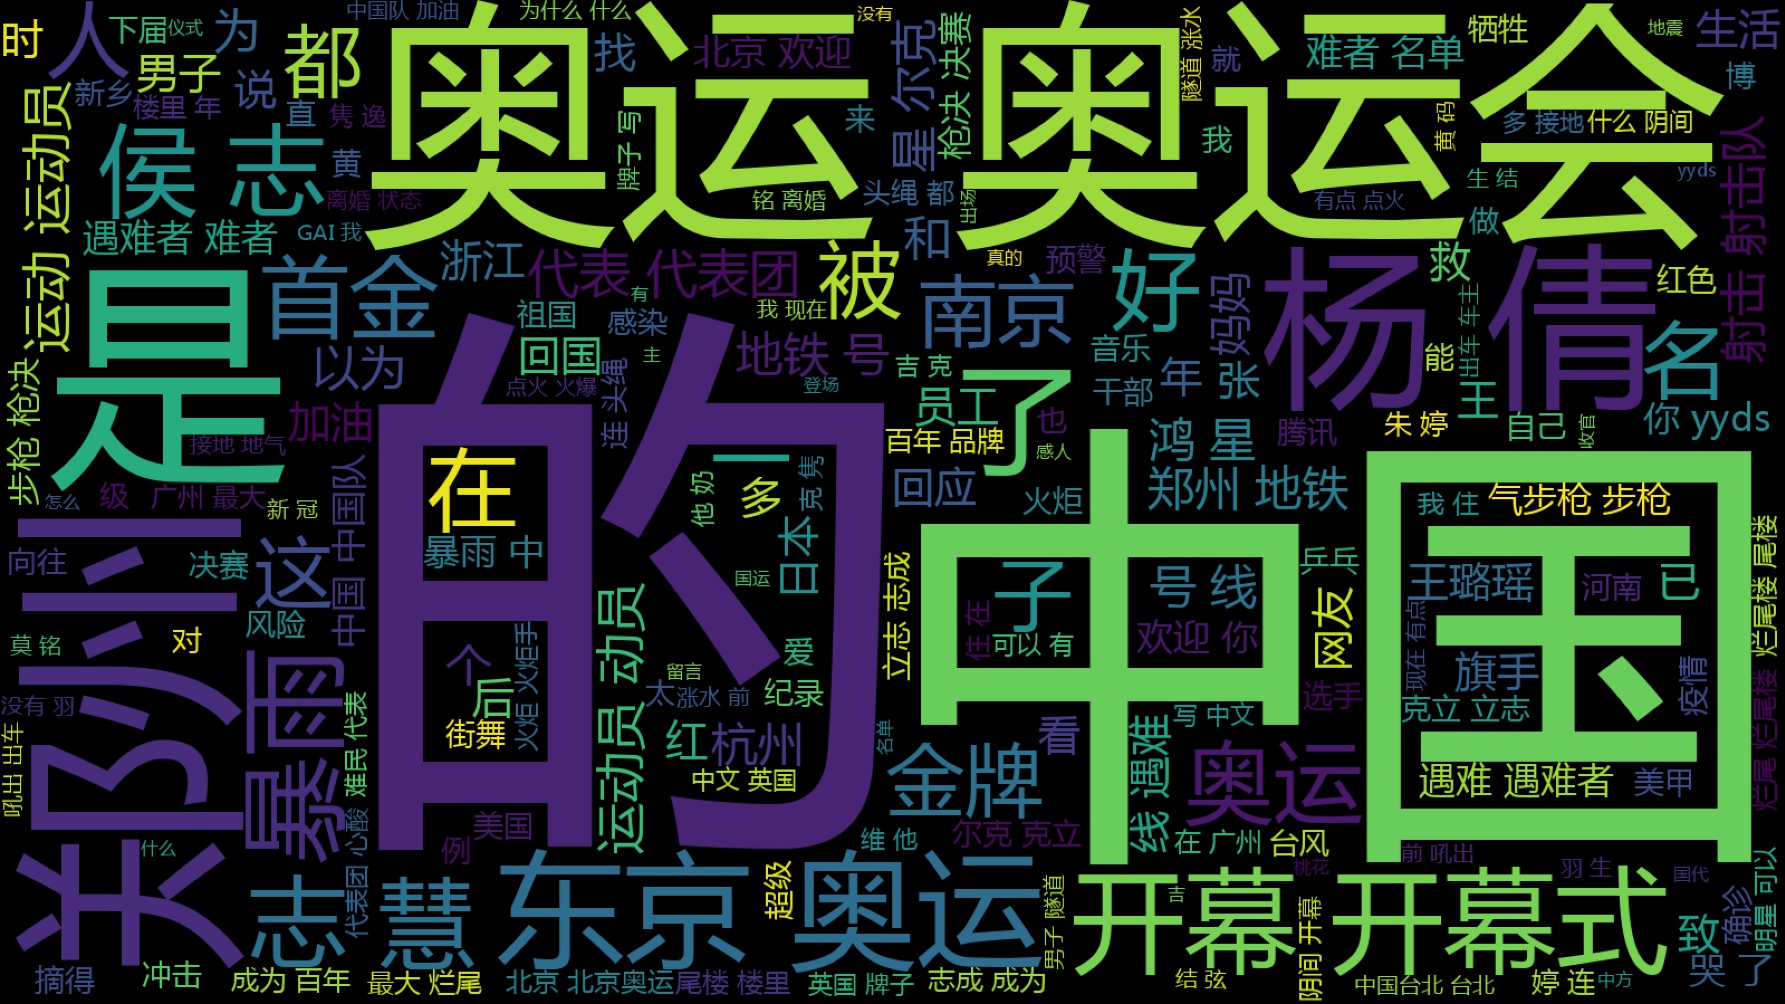 时
人
下届
仪式
为
中国队 加油
为什么 什么
没有
奥运
奥运会
男子
都
找
北京 欢迎
尔克
星
枪决 决赛
隧道 涨水
就
难者 名单
牺牲
地震
生活
新乡
楼里 年
说
直
隽 逸
牌子 写
来
我
黄 码
多 接地
什么 阴间
博
运动 运动员
侯 志
黄
离婚 状态
铭 离婚
头绳 都
出场
有点 点火
生 结
yyds
射击 射击队
遇难者 难者
GAI 我
做
首金
浙江
代表 代表团
被
和
真的
预警
好
救
红色
是
祖国
有
感染
我 现在
南京
妈妈
杨倩
出车 车主
以为
回国
主
地铁 号
吉 克
音乐
能
名
步枪 枪决
点火 火爆
连 头绳
登场
员工
了
干部
年
张
王
加油
接地 地气
的
也
百年 品牌
感人
鸿 星
腾讯
朱 婷
自己
收官
你 yyds
怎么
级
广州 最大
新 冠
中国 中国队
在
一
多
克 隽
他 奶
回应
火炬
郑州 地铁
中国
我 住
气步枪 步枪
郑州
向往
决赛
这
暴雨 中
日本
国运
立志 志成
子
号 线
乒乓
王璐瑶
河南
已
烂尾楼 尾楼
莫 铭
对
风险
个
火炬 火炬手
运动员 动员
爱
留言
住 在
可以 有
欢迎 你
网友
现在 有点
没有 羽
暴雨
后
太
涨水 前
纪录
选手
旗手
疫情
吼出 出车
难民 代表
街舞
红
杭州
名单
写 中文
克立 立志
看
线 遇难
中文 英国
金牌
奥运
遇难 遇难者
美甲
烂尾 烂尾楼
关
什么
心酸
例
美国
维 他
尔克 克立
在 广州
台风
前 吼出
志
代表团
慧
东京 奥运
超级
男子 隧道
吉
开幕 开幕式
桃花
羽 生
国代
明星 可以
摘得
冲击
成为 百年
最大 烂尾
北京 北京奥运
尾楼 楼里
英国 牌子
志成 成为
结 弦
阴间 开幕
中国台北 台北
婷 连
中方
致
确诊
哭 了